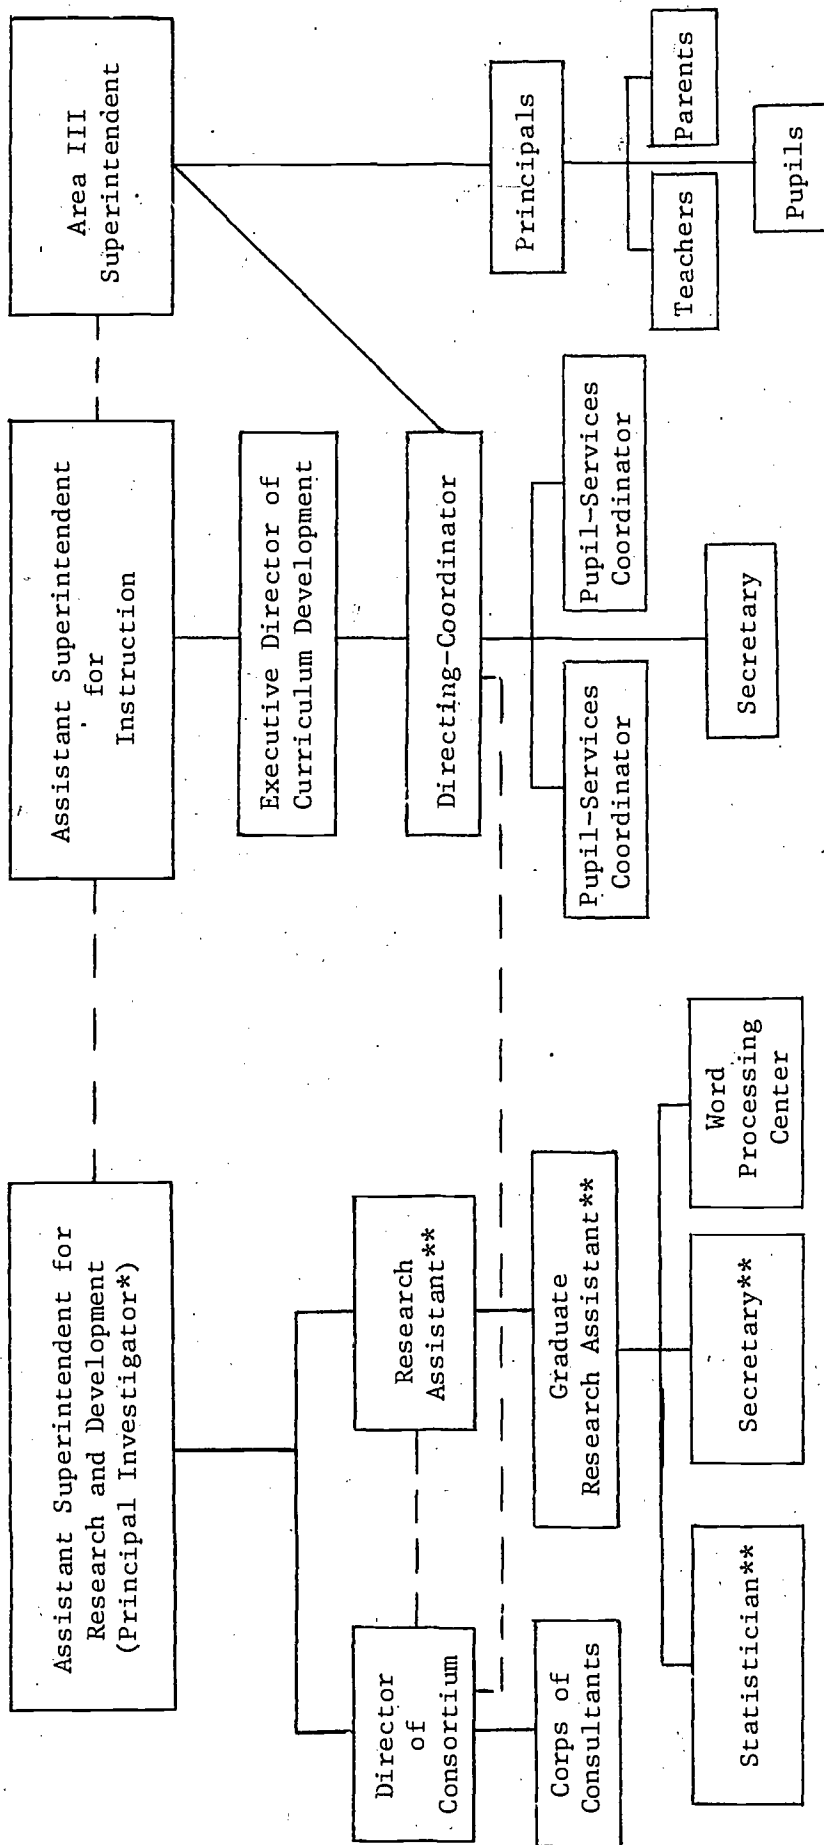 Assistant Superintendent for
Research and Development
(Principal Investigator*)
Assistant Superintendent
for
Instruction
Area III
Superintendent
Director
of
Consortium
Research
Assistant**
Executive Director of
Curriculum Development
Directing-Coordinator
Principals
Corps of
Consultants
Graduate
Research Assistant**
Pupil-Services
Coordinator
Pupil-Services
Coordinator
Teachers
Parents
Statistician**
Secretary**
Word
Processing
Center
Secretary
Pupils